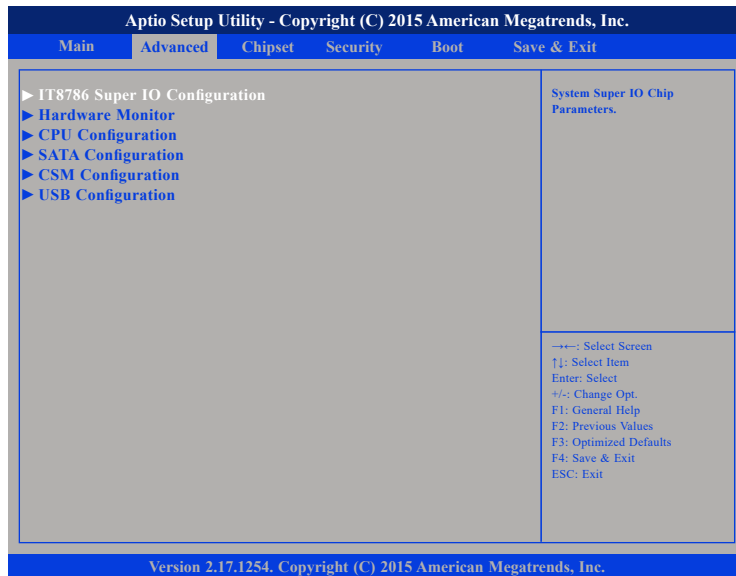 Aptio Setup Utility - Copyright (C) 2015 American Megatrends, Inc.
Main Advanced Chipset Security Boot Save & Exit
▶ IT8786 Super IO Configuration
▶ Hardware Monitor
▶ CPU Configuration
▶ SATA Configuration
▶ CSM Configuration
▶ USB Configuration
System Super IO Chip
Parameters.
→←: Select Screen
↑↓: Select Item
Enter: Select
+/-: Change Opt.
F1: General Help
F2: Previous Values
F3: Optimized Defaults
F4: Save & Exit
ESC: Exit
Version 2.17.1254. Copyright (C) 2015 American Megatrends, Inc.